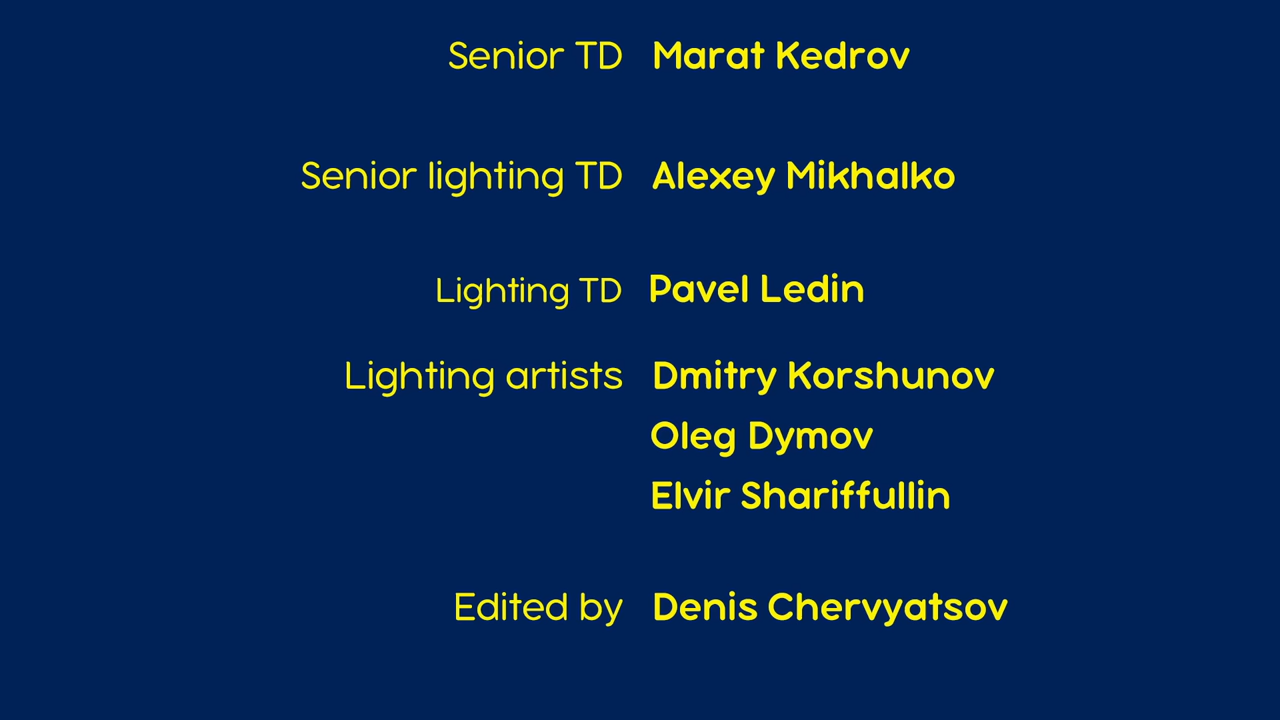 Senior TD Marat Kedrov
Senior lighting TD Alexey Mikhalko
Lighting TD Pavel Ledin
Lighting artists Dmitry Korshunov
Oleg Dymov
Elvir Shariffullin
Edited by Denis Chervyatsov